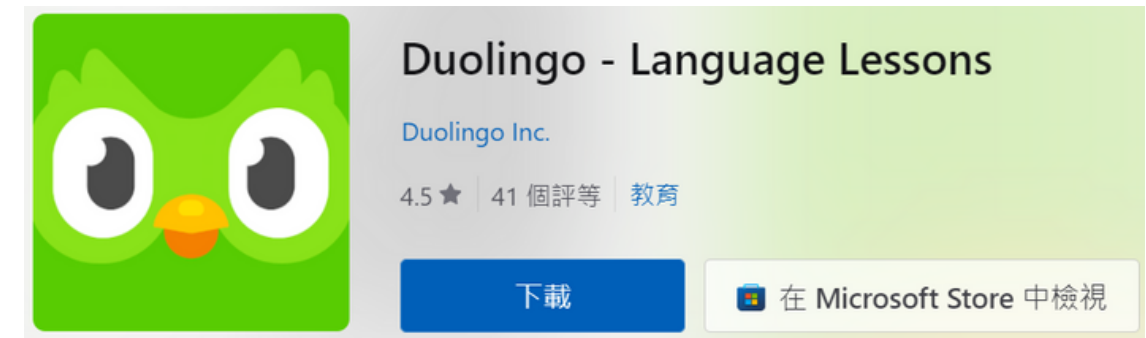 Duolingo - Language Lessons
Duolingo Inc.
4.5 ★ 41 個評等 教育
下載 在 Microsoft Store 中檢視